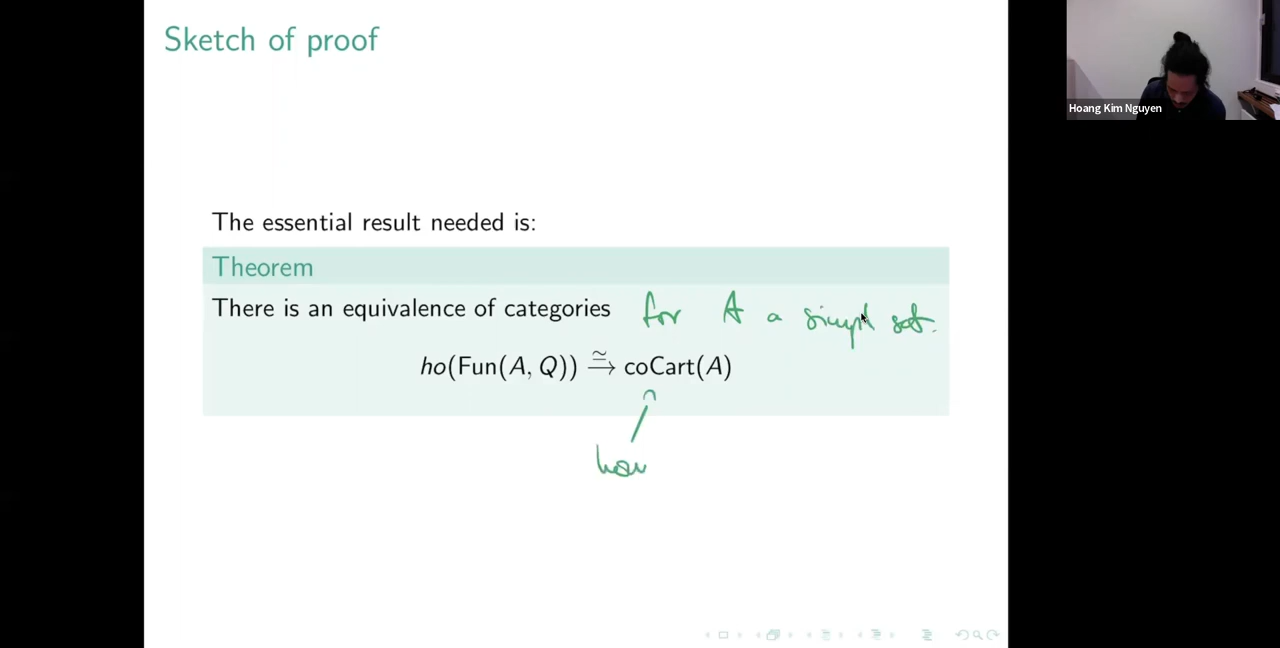 Sketch of proof
Hoang Kim Nguyen
The essential result needed is:
Theorem
There is an equivalence of categories for A a simpl set.
ho(Fun(A, Q)) ≃→ coCart(A)